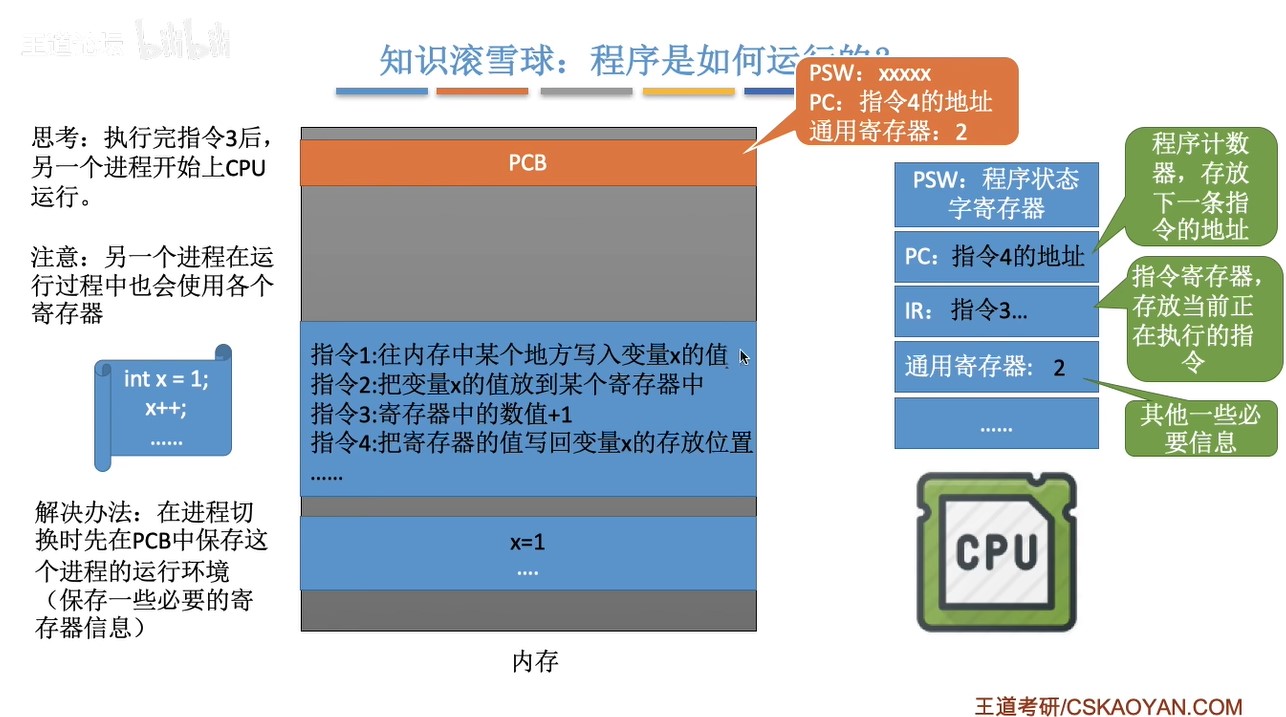 王道论坛 bilibili
知识滚雪球：程序是如何运行的？
PSW：xxxxx
PC：指令4的地址
通用寄存器：2
思考：执行完指令3后，
另一个进程开始上CPU
运行。
注意：另一个进程在运
行过程中也会使用各个
寄存器
int x = 1;
x++;
......
解决办法：在进程切
换时先在PCB中保存这
个进程的运行环境
（保存一些必要的寄
存器信息）
PCB
指令1:往内存中某个地方写入变量x的值
指令2:把变量x的值放到某个寄存器中
指令3:寄存器中的数值+1
指令4:把寄存器的值写回变量x的存放位置
......
x=1
....
内存
PSW：程序状态
字寄存器
PC：指令4的地址
IR： 指令3...
通用寄存器： 2
......
程序计数
器，存放
下一条指
令的地址
指令寄存器，
存放当前正
在执行的指
令
其他一些必
要信息
CPU
王道考研/CSKAOYAN.COM